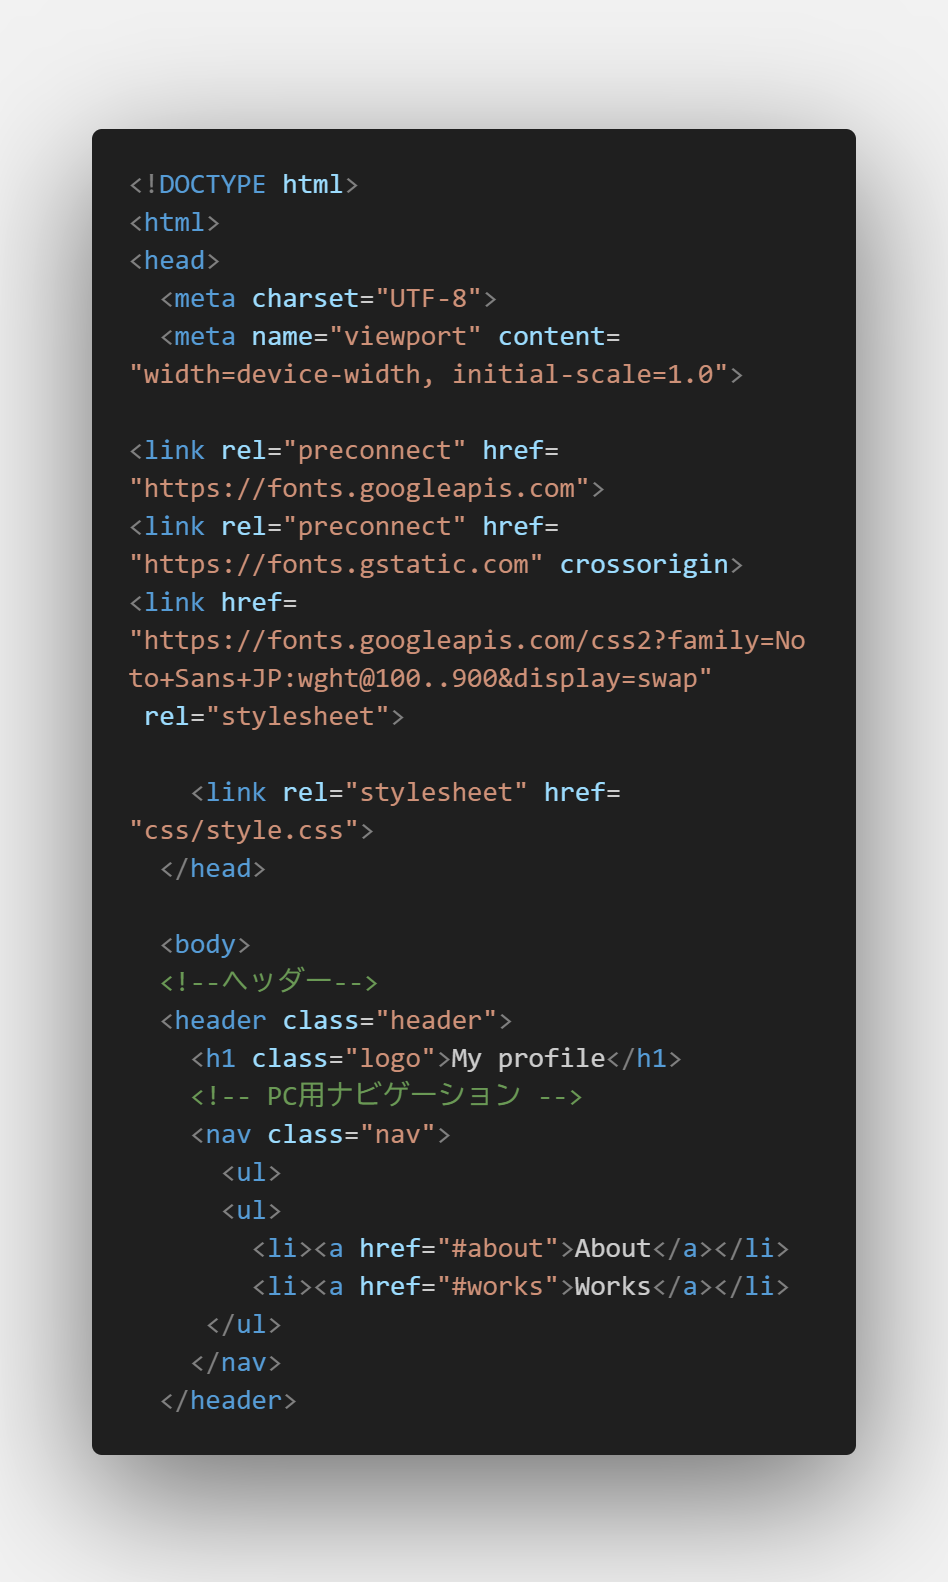 <!DOCTYPE html>
<html>
<head>
  <meta charset="UTF-8">
  <meta name="viewport" content=
"width=device-width, initial-scale=1.0">

<link rel="preconnect" href=
"https://fonts.googleapis.com">
<link rel="preconnect" href=
"https://fonts.gstatic.com" crossorigin>
<link href=
"https://fonts.googleapis.com/css2?family=No
to+Sans+JP:wght@100..900&display=swap"
 rel="stylesheet">

    <link rel="stylesheet" href=
"css/style.css">
  </head>

  <body>
  <!--ヘッダー-->
  <header class="header">
    <h1 class="logo">My profile</h1>
    <!-- PC用ナビゲーション -->
    <nav class="nav">
      <ul>
      <ul>
        <li><a href="#about">About</a></li>
        <li><a href="#works">Works</a></li>
     </ul>
    </nav>
  </header>